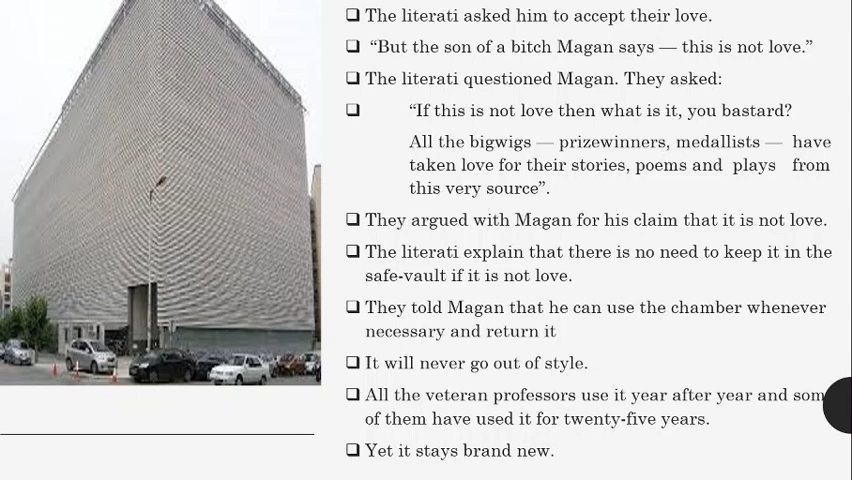 The literati asked him to accept their love.
“But the son of a bitch Magan says — this is not love.”
The literati questioned Magan. They asked:
“If this is not love then what is it, you bastard?
All the bigwigs — prizewinners, medallists — have
taken love for their stories, poems and plays from
this very source”.
They argued with Magan for his claim that it is not love.
The literati explain that there is no need to keep it in the
safe-vault if it is not love.
They told Magan that he can use the chamber whenever
necessary and return it
It will never go out of style.
All the veteran professors use it year after year and som
of them have used it for twenty-five years.
Yet it stays brand new.